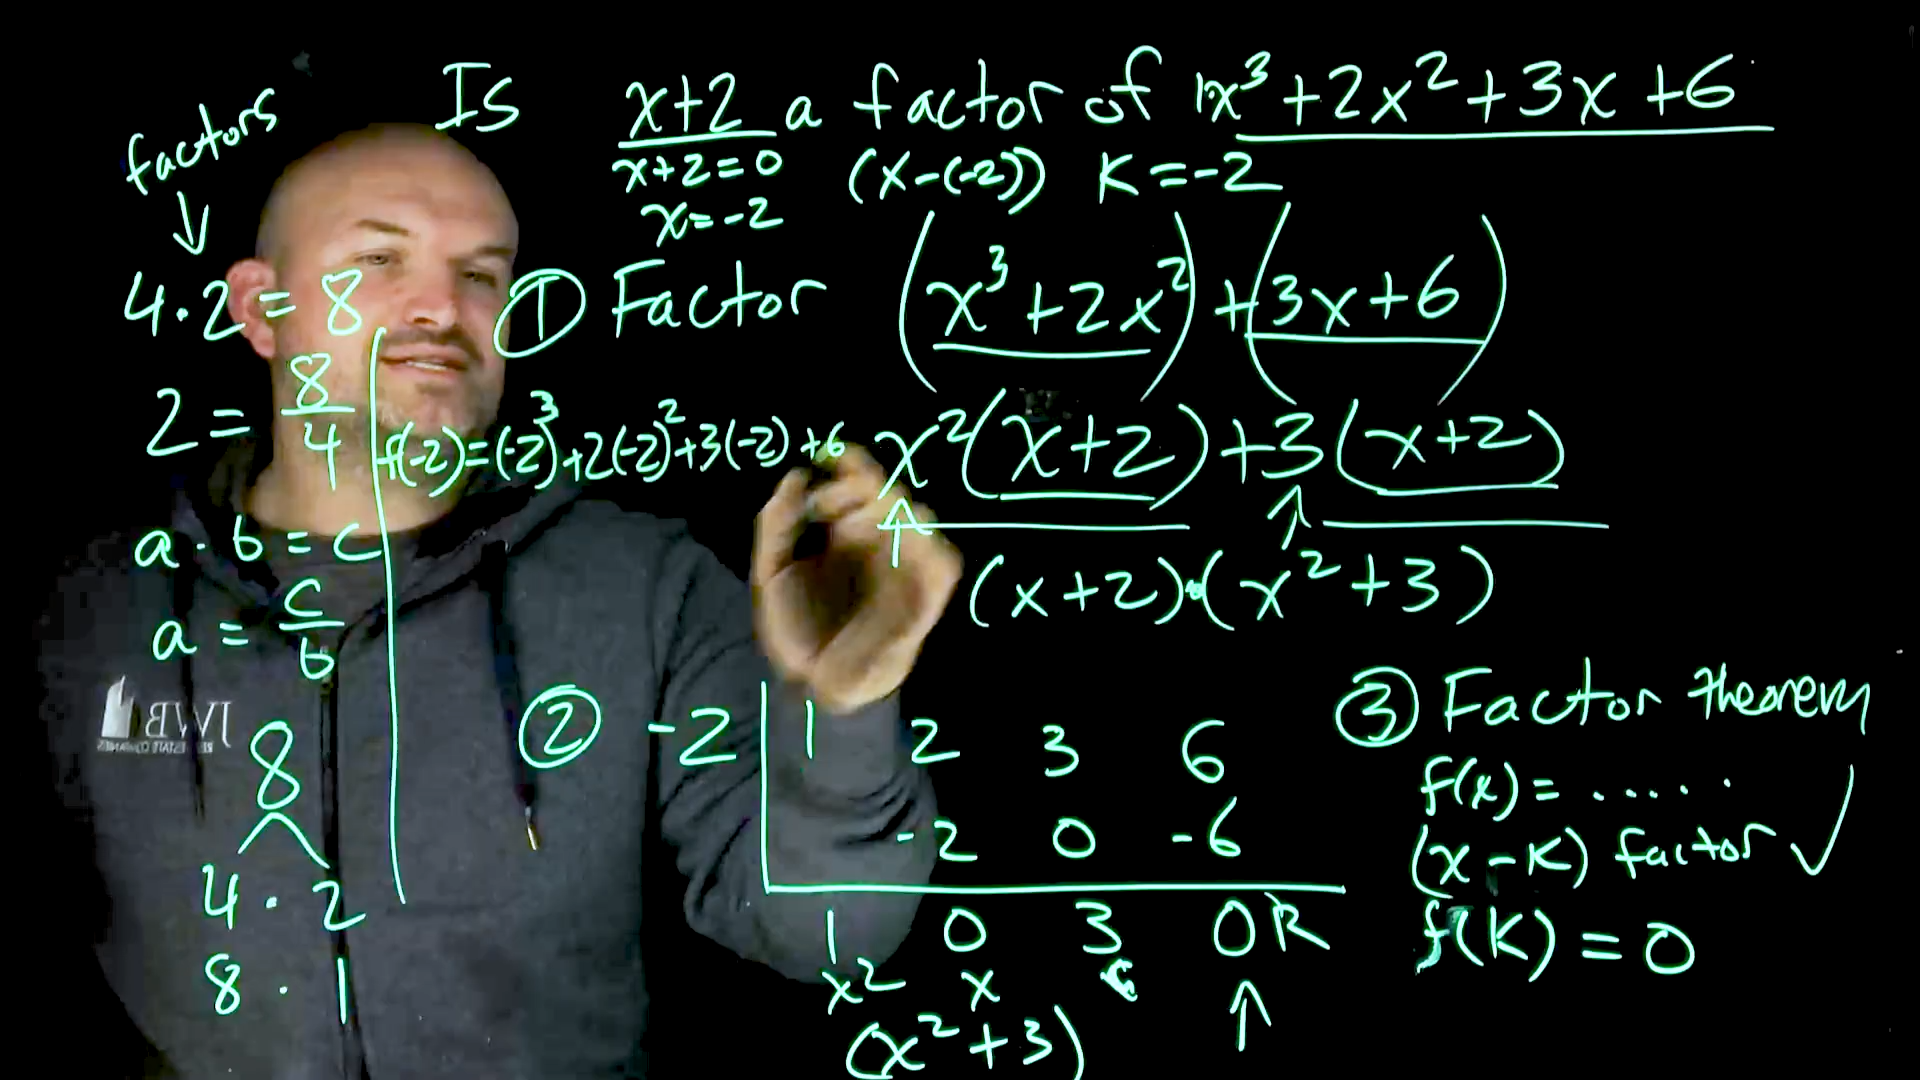 Is x+2 a factor of 1x³+2x²+3x+6
factors
x+2=0 (x-(-2)) K=-2
x=-2
4·2=8
① Factor (x³+2x²)+(3x+6)
2=8/4
f(-2)=(-2)³+2(-2)²+3(-2)+6
x²(x+2)+3(x+2)
a·b=c
(x+2)·(x²+3)
a=c/b
8
4·2
8·1
② -2 | 1 2 3 6
-2 0 -6
1 0 3 0 R
x² x c
(x²+3)
③ Factor theorem
f(x)=.....
(x-K) factor ✓
f(K)=0